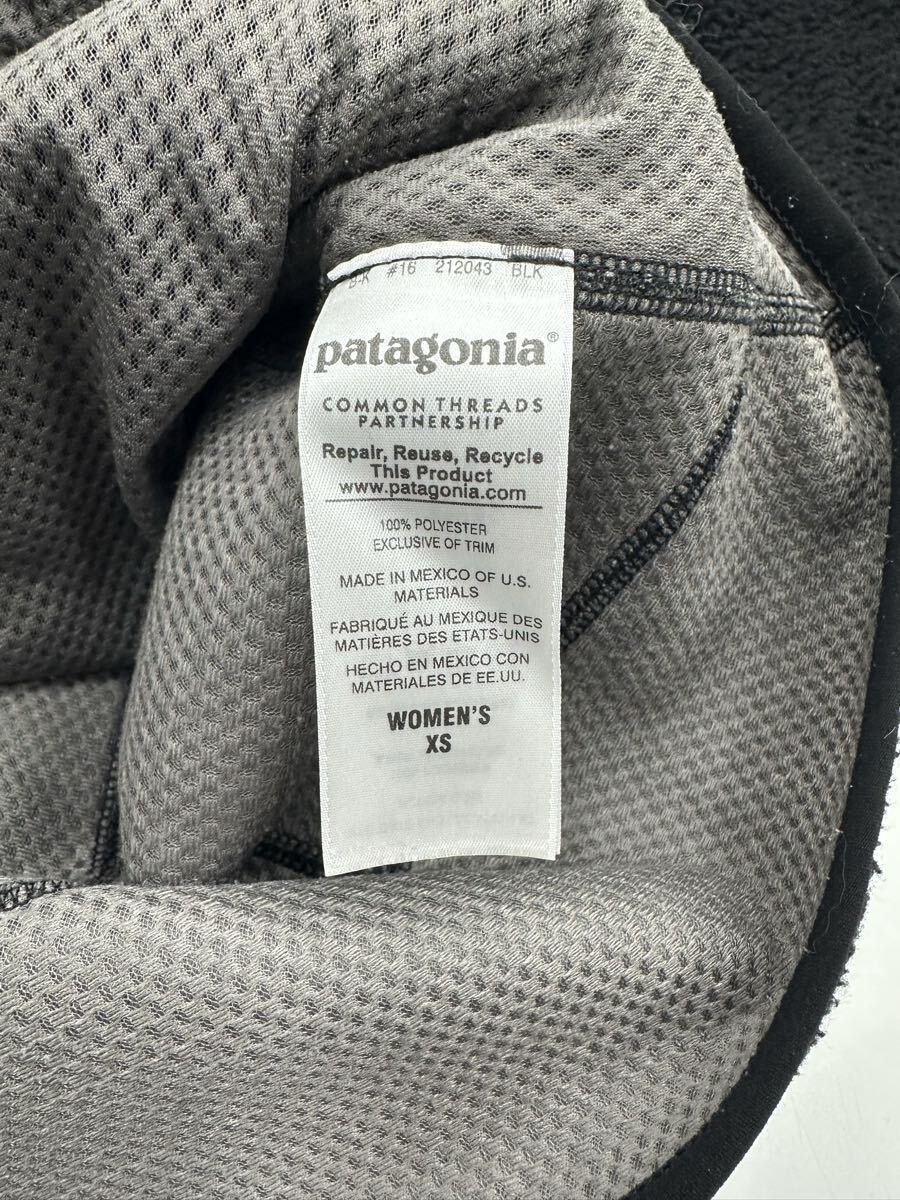 #16 212043 BLK
patagonia®
COMMON THREADS
PARTNERSHIP
Repair, Reuse, Recycle
This Product
www.patagonia.com
100% POLYESTER
EXCLUSIVE OF TRIM
MADE IN MEXICO OF U.S.
MATERIALS
FABRIQUÉ AU MEXIQUE DES
MATIÈRES DES ETATS-UNIS
HECHO EN MEXICO CON
MATERIALES DE EE.UU.
WOMEN'S
XS